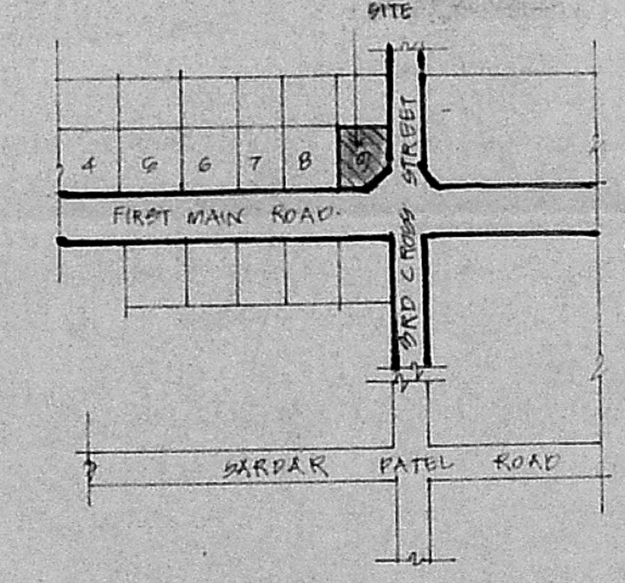 SITE
4 5 6 7 8 9
FIRST MAIN ROAD.
3RD CROSS STREET
SARDAR PATEL ROAD